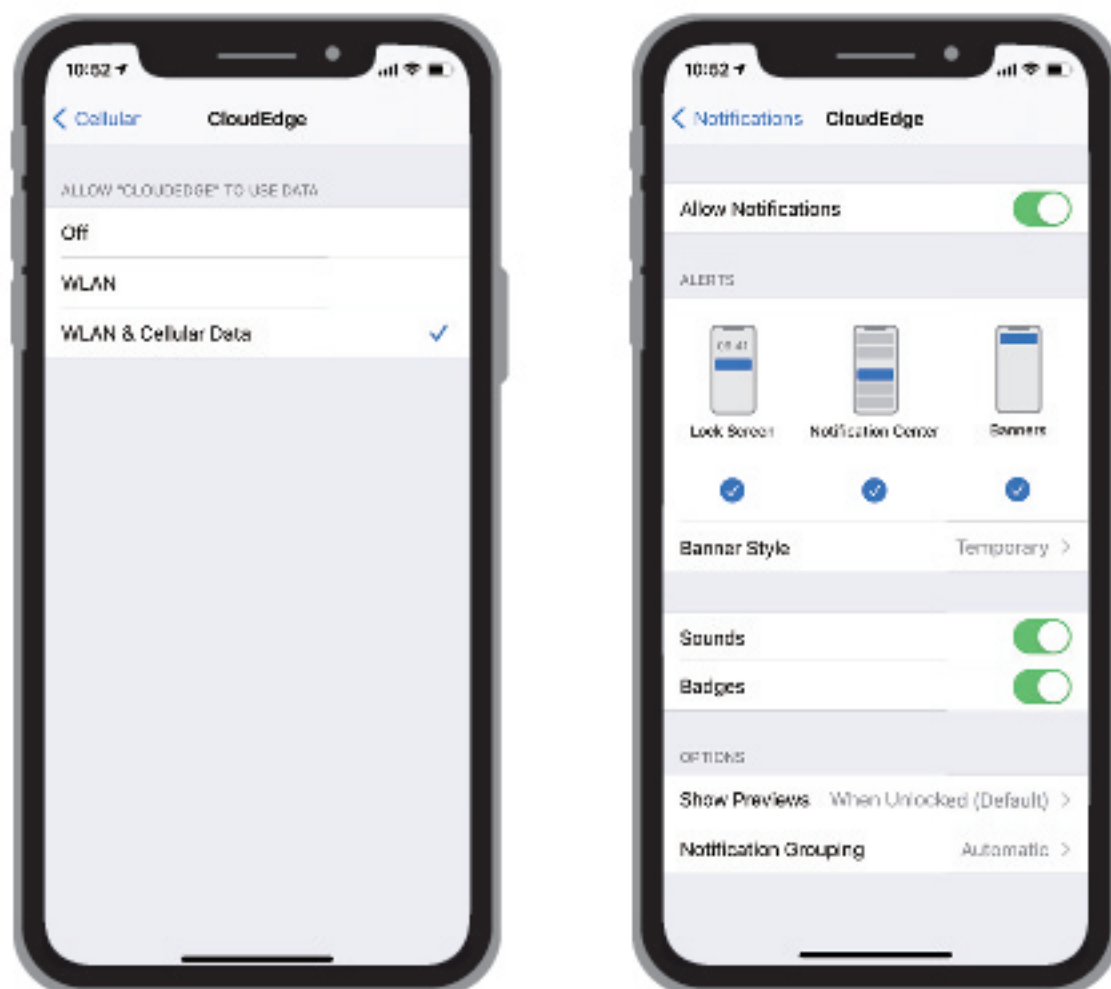 10:52
Cellular CloudEdge
ALLOW "CLOUDEDGE" TO USE DATA
Off
WLAN
WLAN & Cellular Data
10:52
Notifications CloudEdge
Allow Notifications
ALERTS
09:41
Lock Screen Notification Center Banners
Banner Style Temporary
Sounds
Badges
OPTIONS
Show Previews When Unlocked (Default)
Notification Grouping Automatic